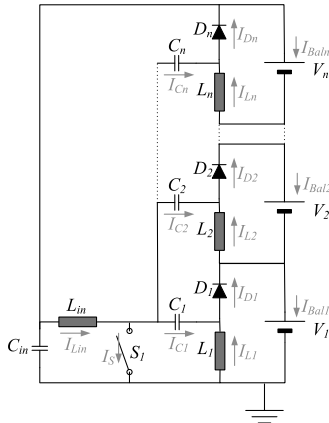 Dn
IDn
Cn
ICn
Ln
ILn
IBaln
Vn
D2
ID2
C2
IC2
L2
IL2
IBal2
V2
D1
ID1
Lin
C1
ILin
IS
S1
IC1
L1
IL1
IBal1
V1
Cin